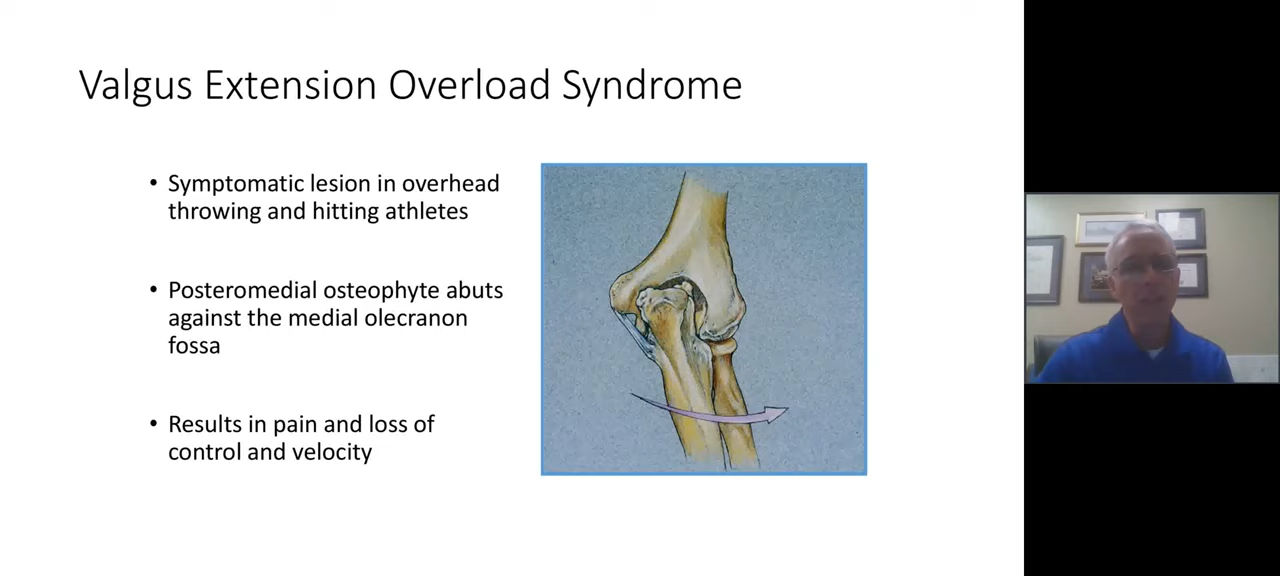 Valgus Extension Overload Syndrome
• Symptomatic lesion in overhead
throwing and hitting athletes
• Posteromedial osteophyte abuts
against the medial olecranon
fossa
• Results in pain and loss of
control and velocity